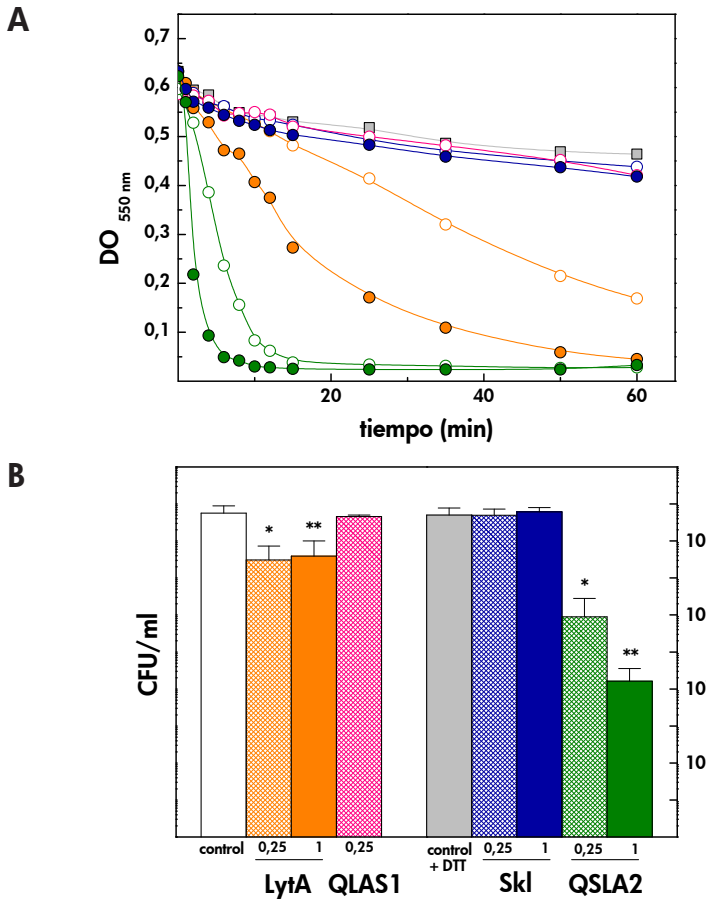 A
0,7
0,6
0,5
0,4
0,3
0,2
0,1
DO 550 nm
20
40
60
tiempo (min)
B
CFU/ml
* ** * **
10
10
10
10
control 0,25 1 0,25 control + DTT 0,25 1 0,25 1
LytA QLAS1 Skl QSLA2